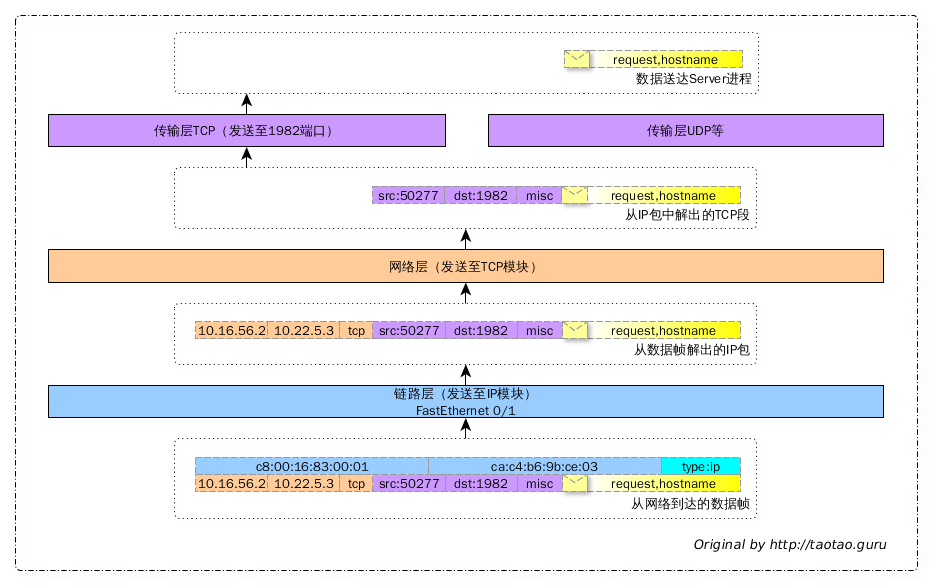 request,hostname
数据送达Server进程
传输层TCP（发送至1982端口） 传输层UDP等
src:50277 dst:1982 misc request,hostname
从IP包中解出的TCP段
网络层（发送至TCP模块）
10.16.56.2 10.22.5.3 tcp src:50277 dst:1982 misc request,hostname
从数据帧解出的IP包
链路层（发送至IP模块）
FastEthernet 0/1
c8:00:16:83:00:01 ca:c4:b6:9b:ce:03 type:ip
10.16.56.2 10.22.5.3 tcp src:50277 dst:1982 misc request,hostname
从网络到达的数据帧
Original by http://taotao.guru